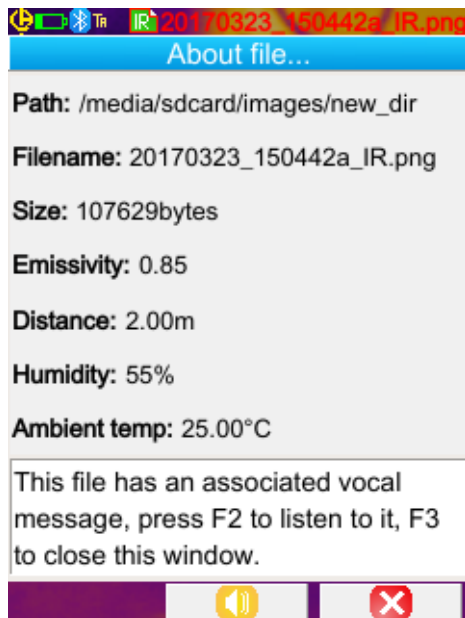 TA IR 20170323_150442a_IR.png
About file...
Path: /media/sdcard/images/new_dir
Filename: 20170323_150442a_IR.png
Size: 107629bytes
Emissivity: 0.85
Distance: 2.00m
Humidity: 55%
Ambient temp: 25.00°C
This file has an associated vocal
message, press F2 to listen to it, F3
to close this window.